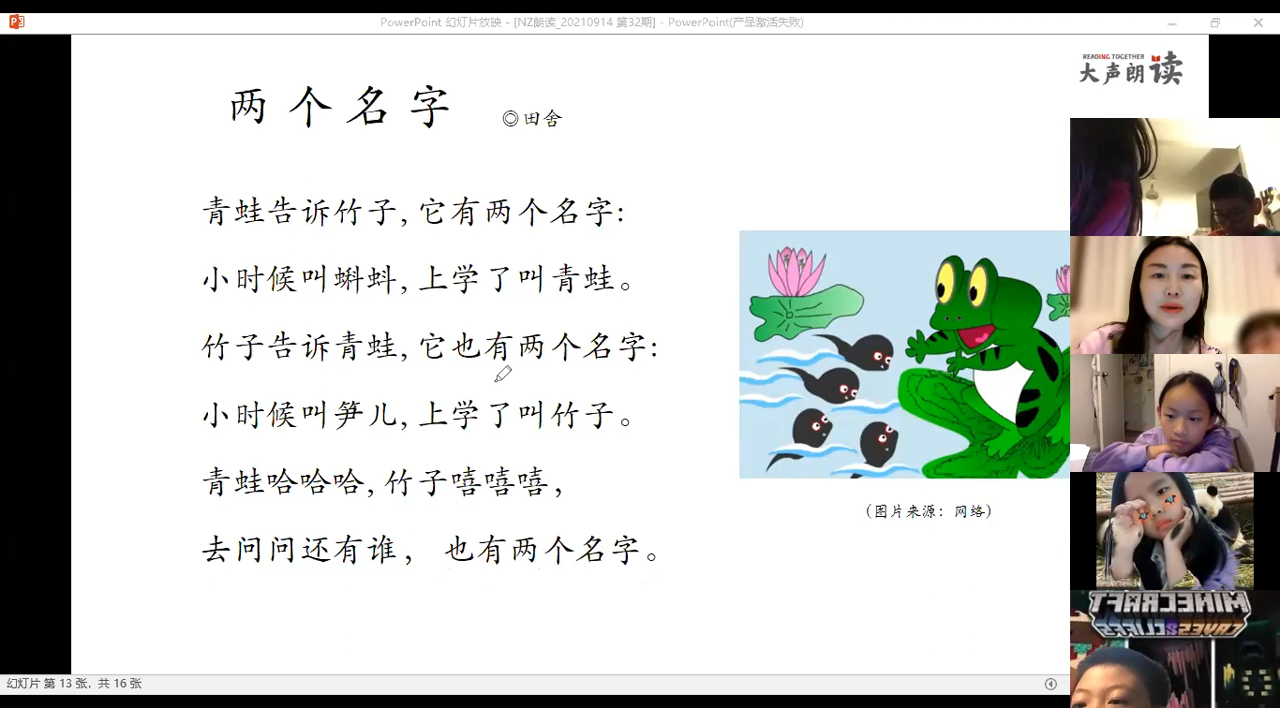 PowerPoint 幻灯片放映 - [NZ朗读_20210914 第32期] - PowerPoint(产品激活失败)
READING TOGETHER
大声朗读
两个名字 ◎田舍
青蛙告诉竹子,它有两个名字:
小时候叫蝌蚪,上学了叫青蛙。
竹子告诉青蛙,它也有两个名字:
小时候叫笋儿,上学了叫竹子。
青蛙哈哈哈,竹子嘻嘻嘻,
去问问还有谁， 也有两个名字。
(图片来源: 网络)
MINECRAFT
CAVES & CLIFFS
幻灯片 第 13 张，共 16 张